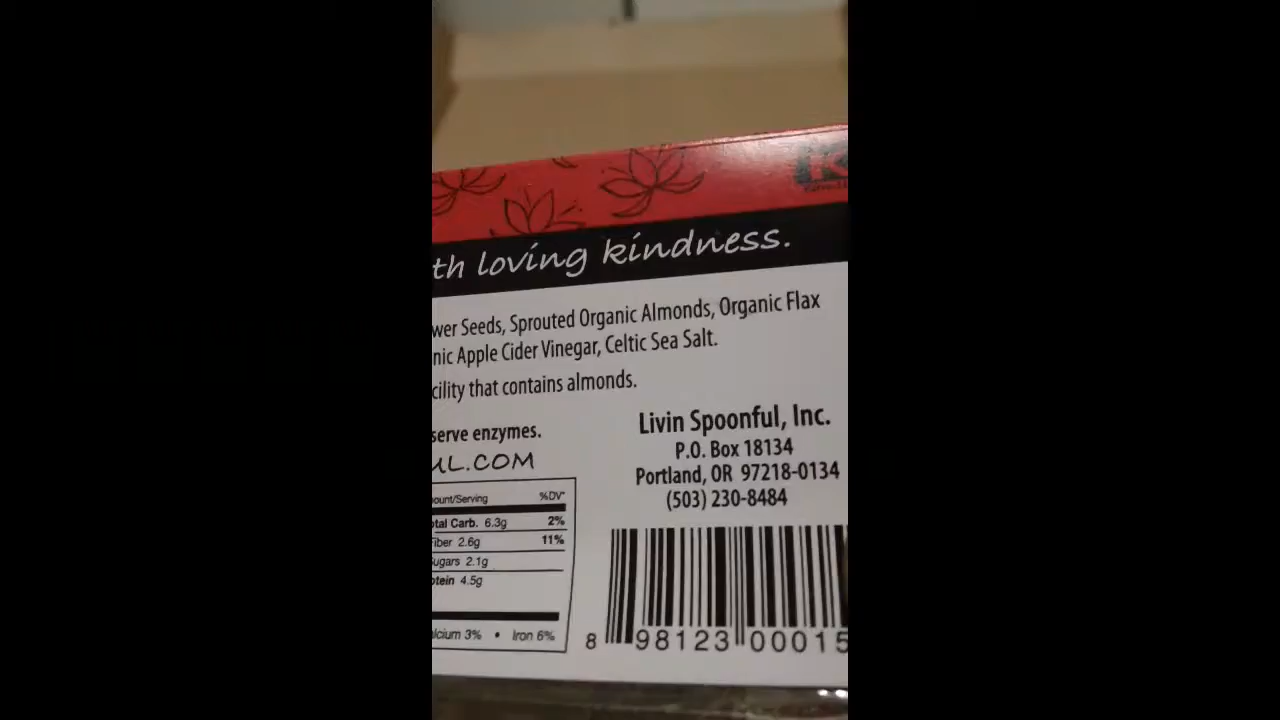 K
th loving kindness.
wer Seeds, Sprouted Organic Almonds, Organic Flax
nic Apple Cider Vinegar, Celtic Sea Salt.
cility that contains almonds.
serve enzymes.
UL.COM
Livin Spoonful, Inc.
P.O. Box 18134
Portland, OR 97218-0134
(503) 230-8484
ount/Serving %DV*
tal Carb. 6.3g 2%
Fiber 2.6g 11%
Sugars 2.1g
otein 4.5g
lcium 3% • Iron 6%
8 98123 00015